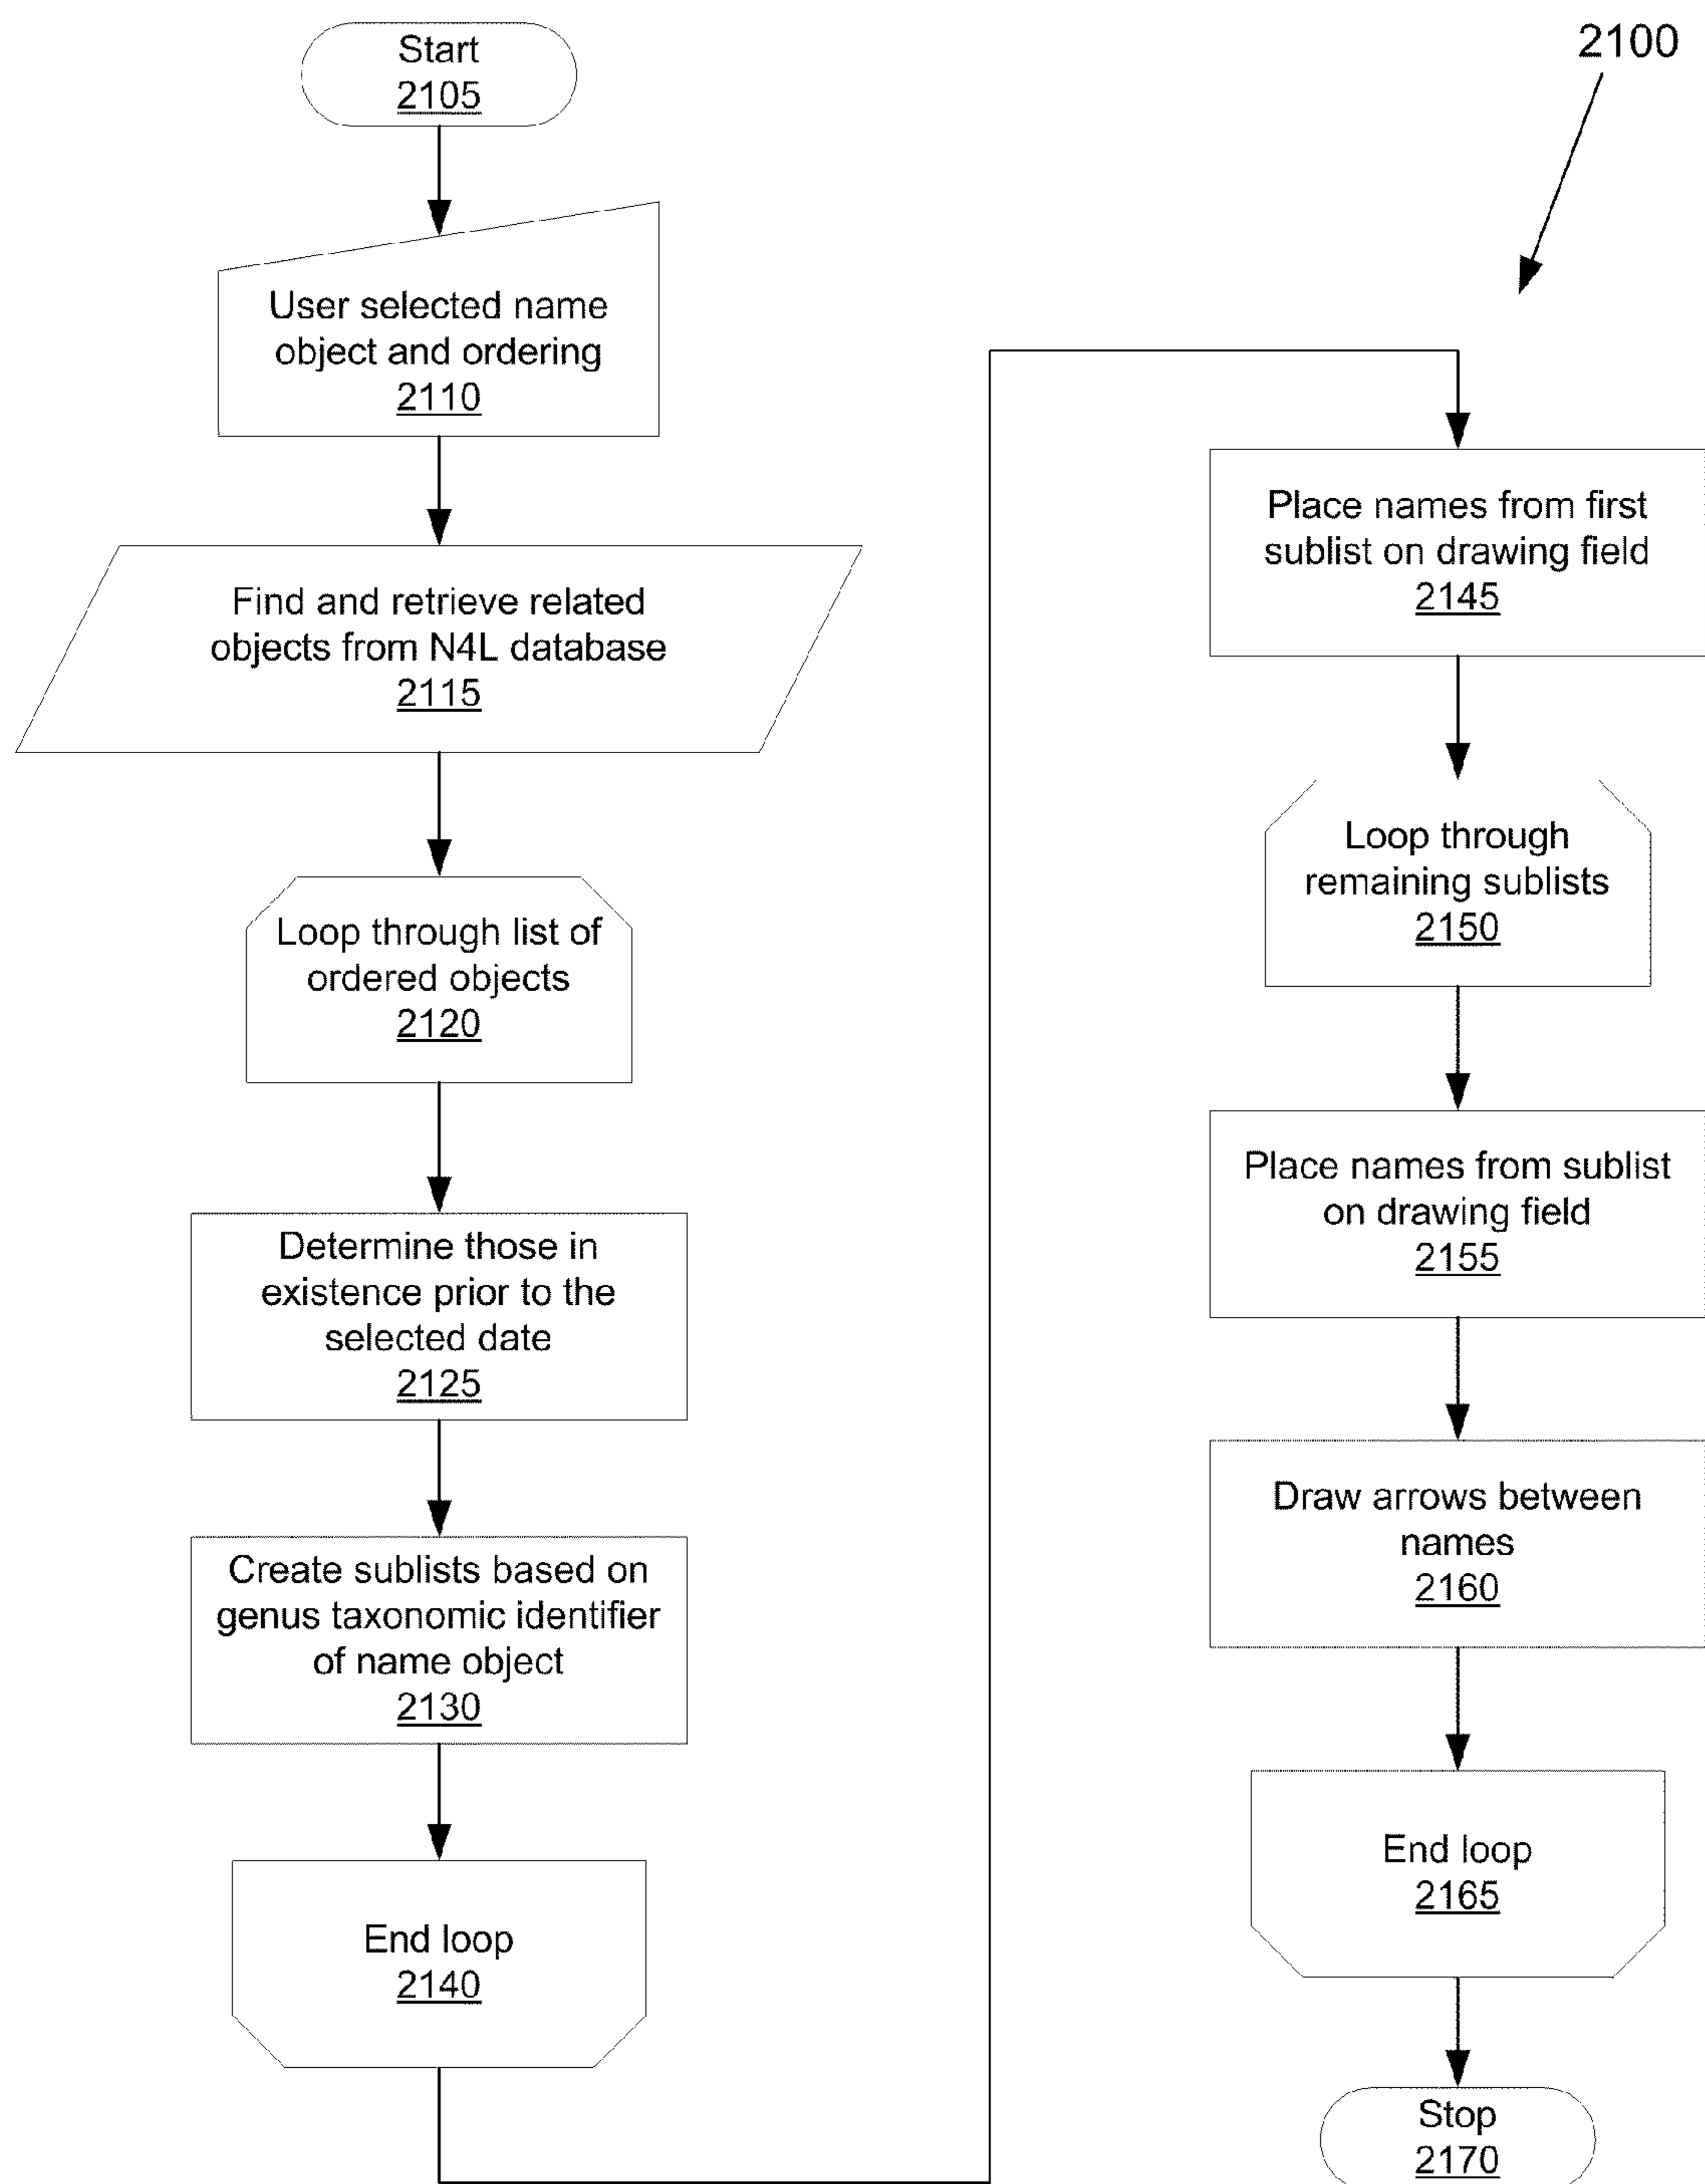 Start
2105
User selected name
object and ordering
2110
Find and retrieve related
objects from N4L database
2115
Loop through list of
ordered objects
2120
Determine those in
existence prior to the
selected date
2125
Create sublists based on
genus taxonomic identifier
of name object
2130
End loop
2140
2100
Place names from first
sublist on drawing field
2145
Loop through
remaining sublists
2150
Place names from sublist
on drawing field
2155
Draw arrows between
names
2160
End loop
2165
Stop
2170